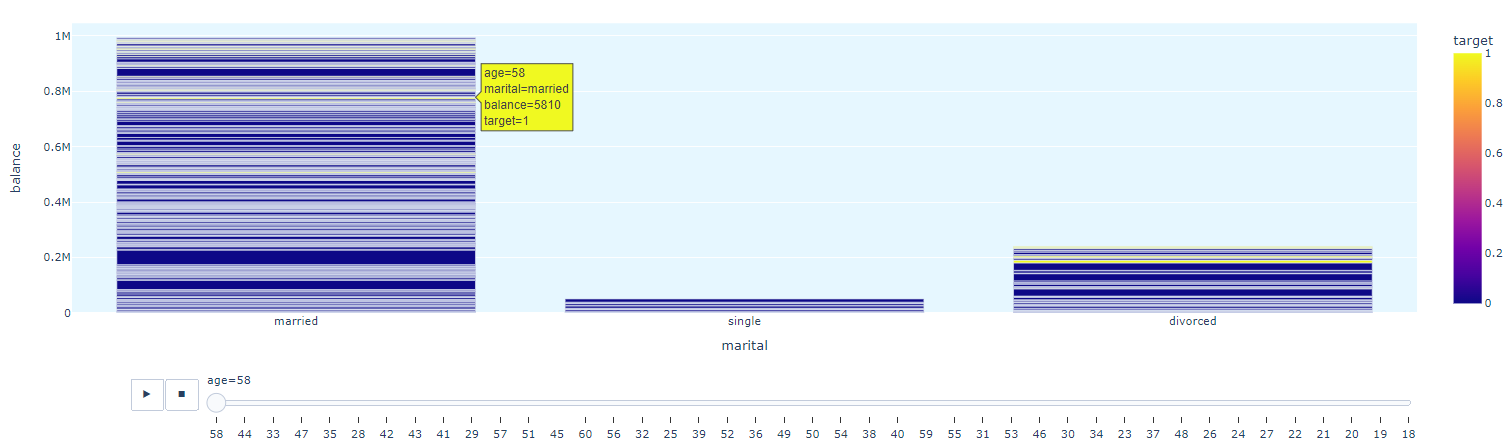 target
1M
1
age=58
marital=married
balance=5810
target=1
0.8M
0.8
0.6M
0.6
balance
0.4M
0.4
0.2M
0.2
0
0
married single divorced
marital
age=58
58 44 33 47 35 28 42 43 41 29 57 51 45 60 56 32 25 39 52 36 49 50 54 38 40 59 55 31 53 46 30 34 23 37 48 26 24 27 22 21 20 19 18